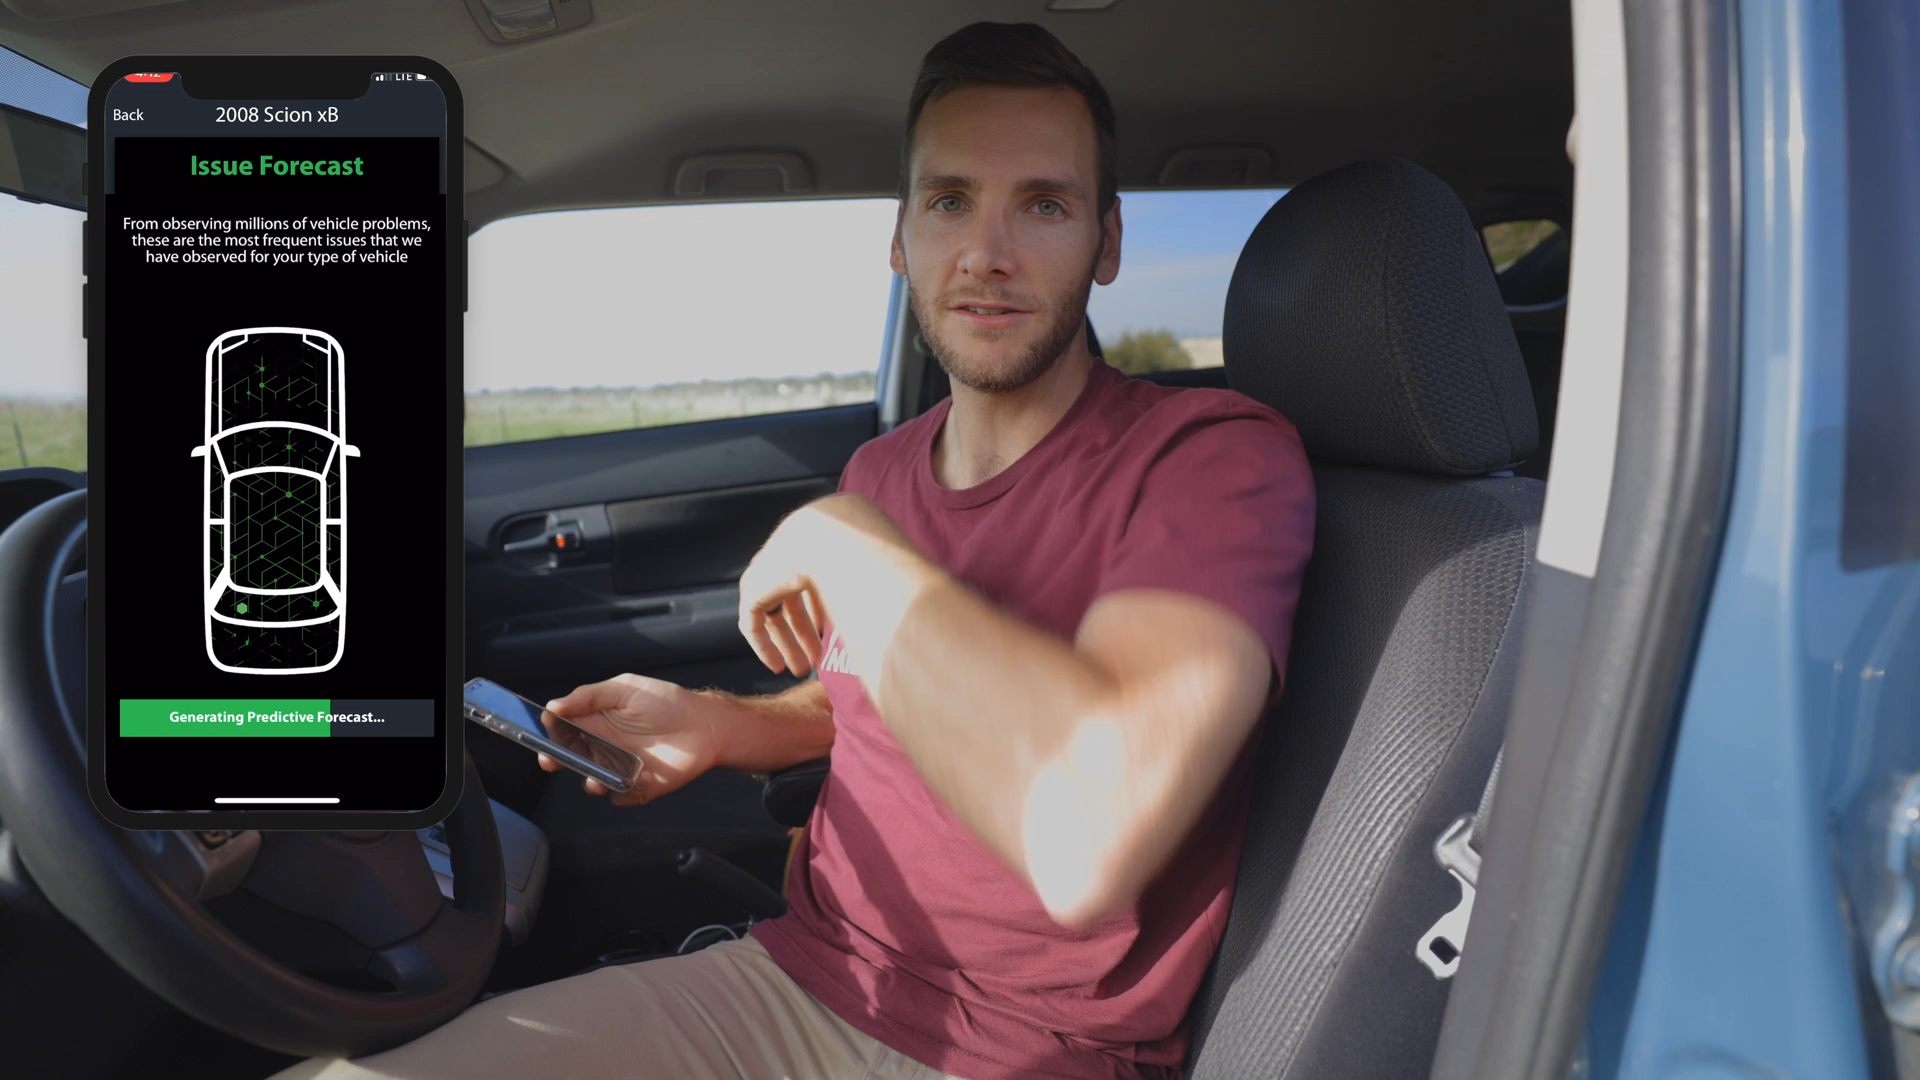 LTE
Back
2008 Scion xB
Issue Forecast
From observing millions of vehicle problems,
these are the most frequent issues that we
have observed for your type of vehicle
Generating Predictive Forecast...